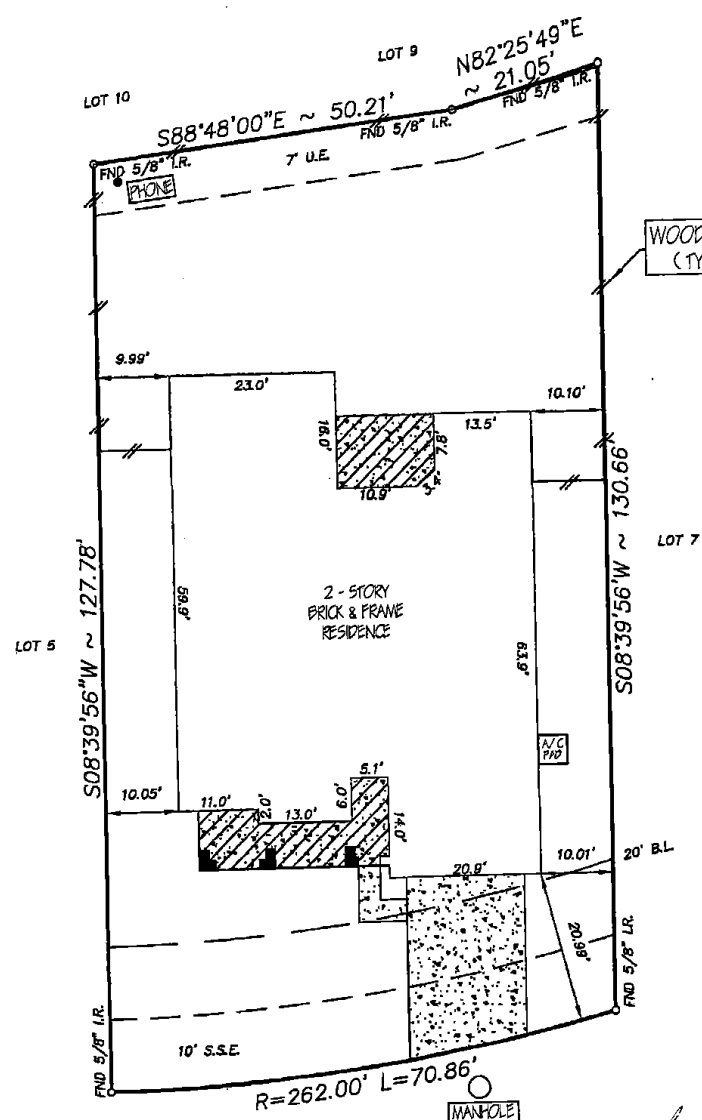 LOT 9
N82°25'49"E
~ 21.05'
LOT 10
S88°48'00"E ~ 50.21'
FND 5/8" I.R.
FND 5/8" I.R.
FND 5/8" I.R.
7' U.E.
PHONE
9.99'
23.0'
10.10'
16.0'
13.5'
7.8'
10.9'
S08°39'56"W ~ 127.78'
S08°39'56"W ~ 130.66'
LOT 7
LOT 5
59.9'
2 - STORY
BRICK & FRAME
RESIDENCE
63.9'
A/C
PAD
10.05'
11.0'
2.0'
13.0'
6.0'
5.1'
14.0'
20.9'
10.01'
20' B.L.
20.99'
FND 5/8" I.R.
FND 5/8" I.R.
10' S.S.E.
R=262.00' L=70.86'
MANHOLE